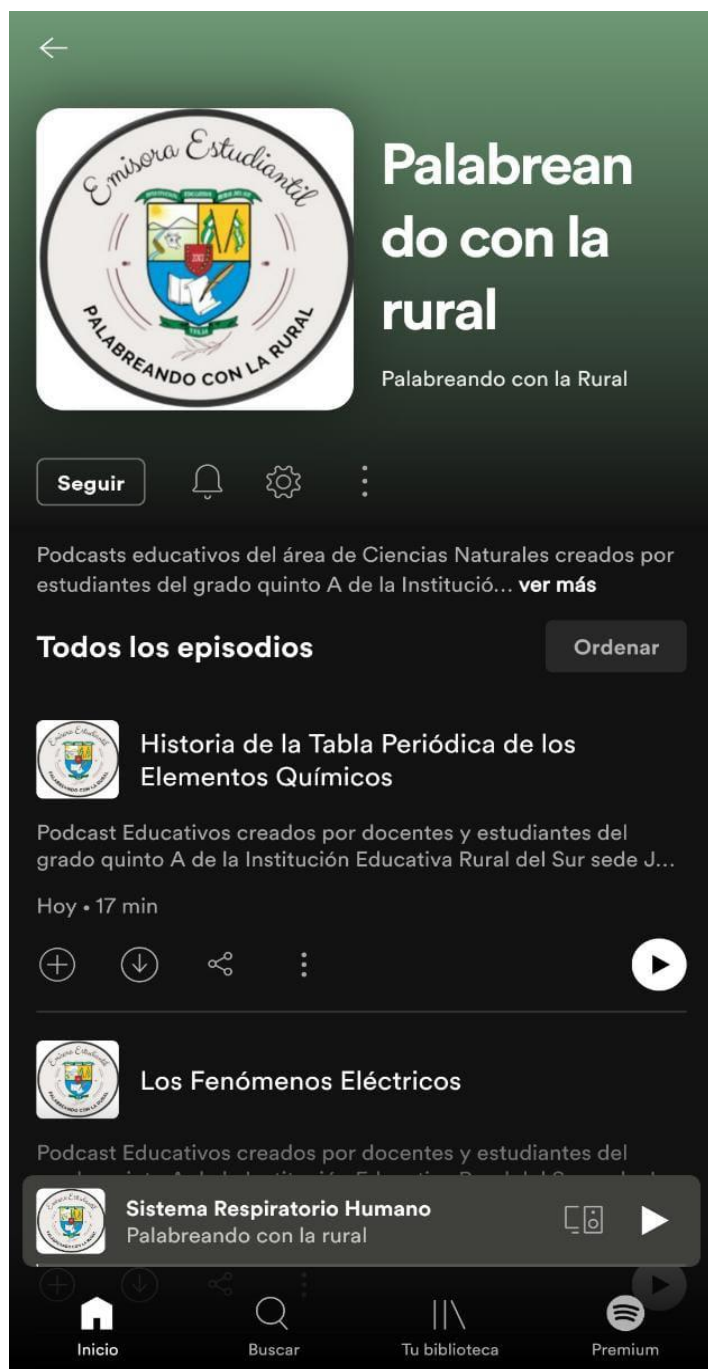 Emisora Estudiantil
PALABREANDO CON LA RURAL
Palabrean
do con la
rural
Palabreando con la Rural
Seguir
Podcasts educativos del área de Ciencias Naturales creados por
estudiantes del grado quinto A de la Institució... ver más
Todos los episodios
Ordenar
Historia de la Tabla Periódica de los
Elementos Químicos
Podcast Educativos creados por docentes y estudiantes del
grado quinto A de la Institución Educativa Rural del Sur sede J...
Hoy • 17 min
Los Fenómenos Eléctricos
Podcast Educativos creados por docentes y estudiantes del
Sistema Respiratorio Humano
Palabreando con la rural
Inicio
Buscar
Tu biblioteca
Premium